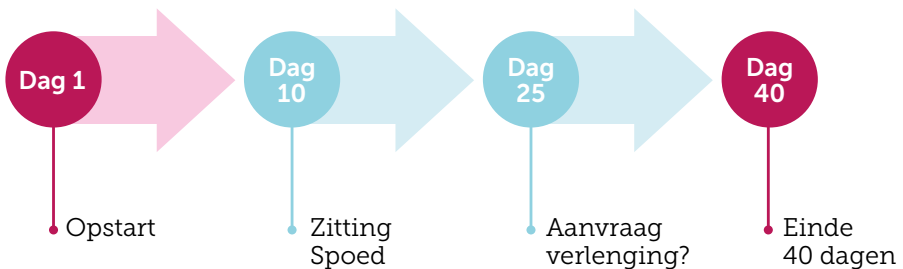 Dag 1
Dag
10
Dag
25
Dag
40
Opstart
Zitting
Spoed
Aanvraag
verlenging?
Einde
40 dagen